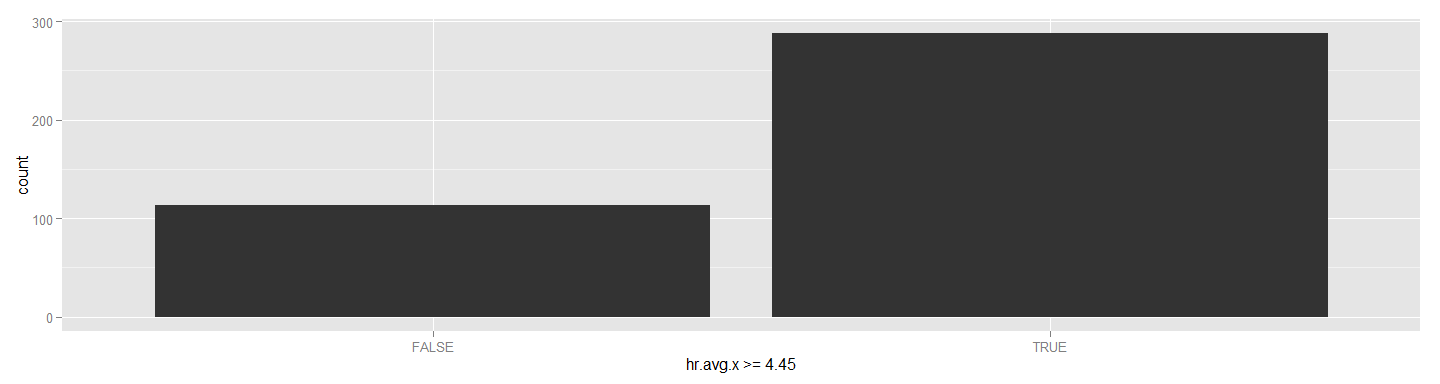 300
200
100
0
count
FALSE
TRUE
hr.avg.x >= 4.45